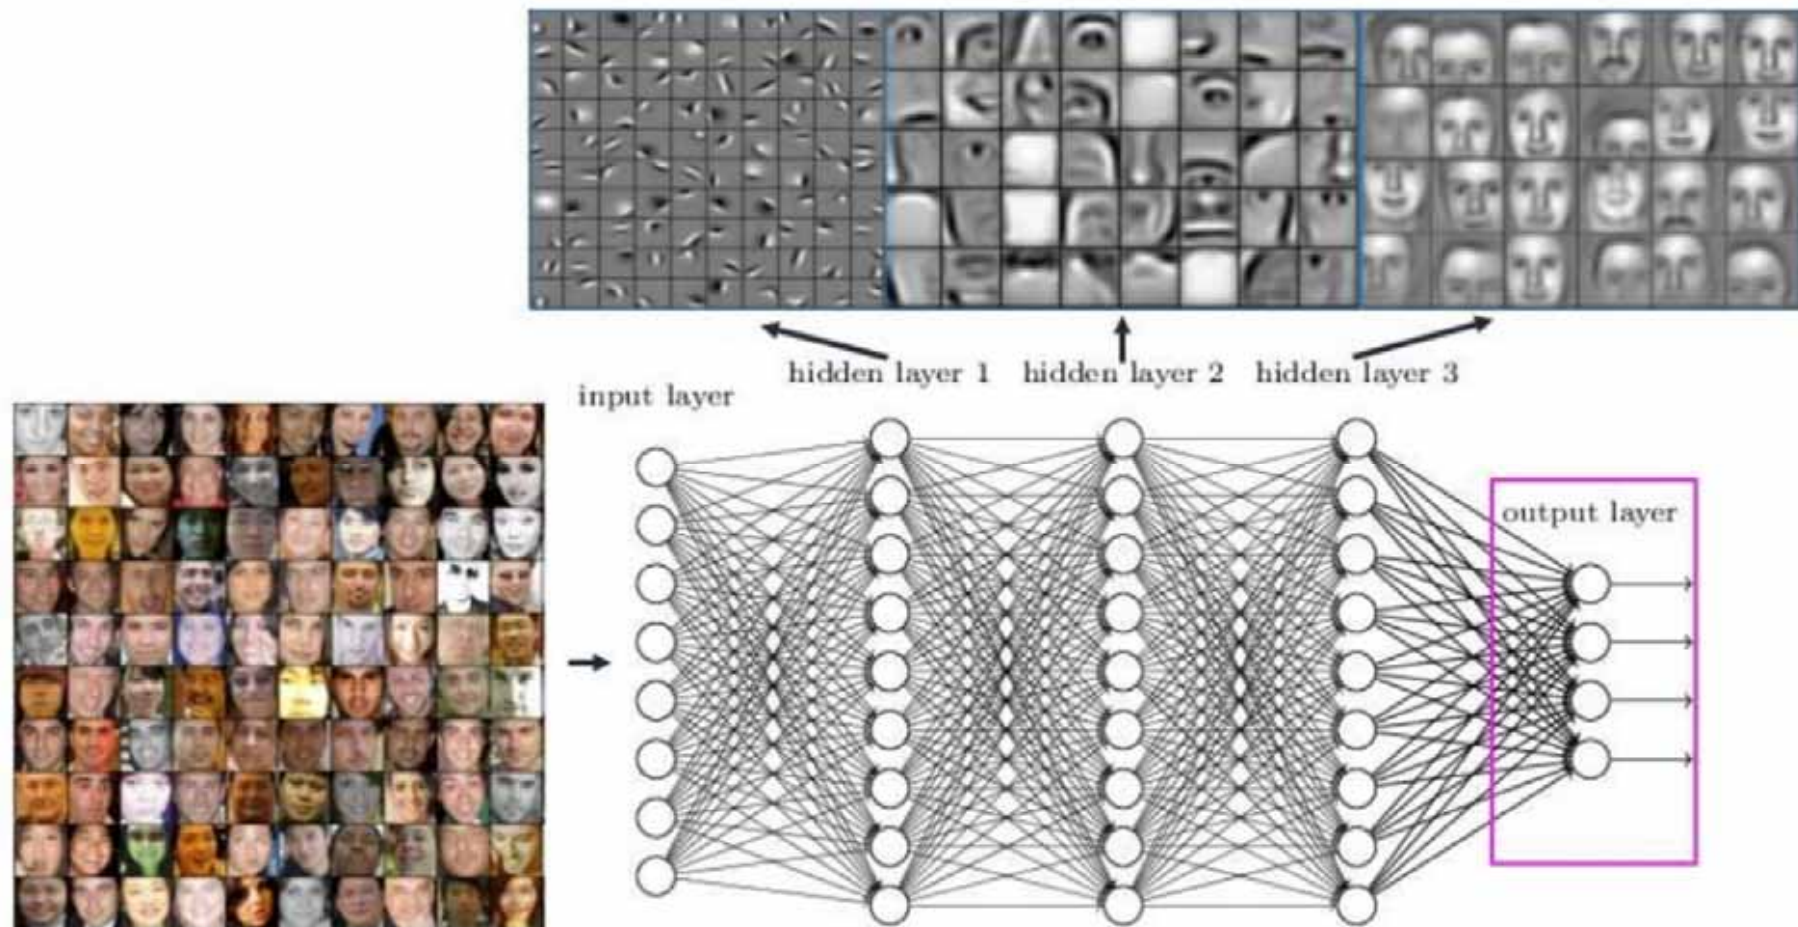 hidden layer 1
hidden layer 2
hidden layer 3
input layer
output layer